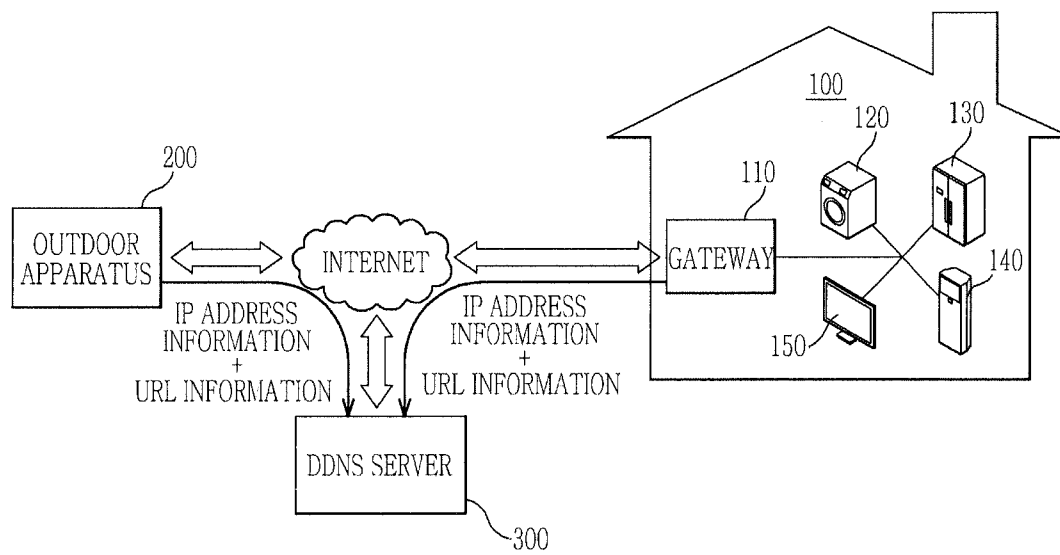 100
120
130
200
110
OUTDOOR
APPARATUS
INTERNET
GATEWAY
140
150
IP ADDRESS
INFORMATION
+
URL INFORMATION
IP ADDRESS
INFORMATION
+
URL INFORMATION
DDNS SERVER
300